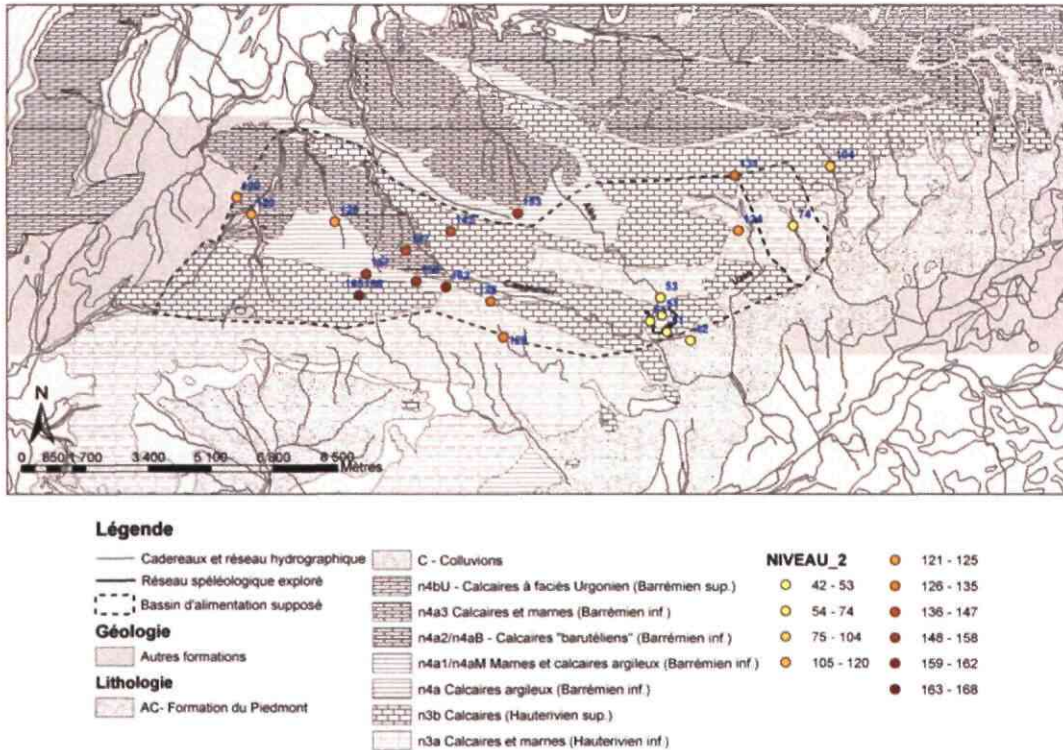 104
74
53
42
N
0 850 1 700 3 400 5 100 6 800 8 500
Mètres
Légende
Cadereaux et réseau hydrographique
Réseau spéléologique exploré
Bassin d'alimentation supposé
Géologie
Autres formations
Lithologie
AC- Formation du Piedmont
C - Colluvions
n4bU - Calcaires à faciès Urgonien (Barrémien sup.)
n4a3 Calcaires et marnes (Barrémien inf.)
n4a2/n4aB - Calcaires "barutéliens" (Barrémien inf.)
n4a1/n4aM Marnes et calcaires argileux (Barrémien inf.)
n4a Calcaires argileux (Barrémien inf.)
n3b Calcaires (Hauterivien sup.)
n3a Calcaires et marnes (Hauterivien inf.)
NIVEAU_2
42 - 53
54 - 74
75 - 104
105 - 120
121 - 125
126 - 135
136 - 147
148 - 158
159 - 162
163 - 168